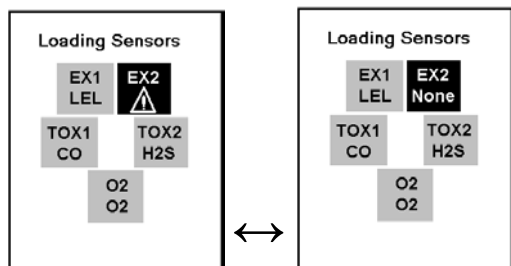 Loading Sensors
EX1 EX2
LEL
TOX1 TOX2
CO H2S
O2
O2
Loading Sensors
EX1 EX2
LEL None
TOX1 TOX2
CO H2S
O2
O2